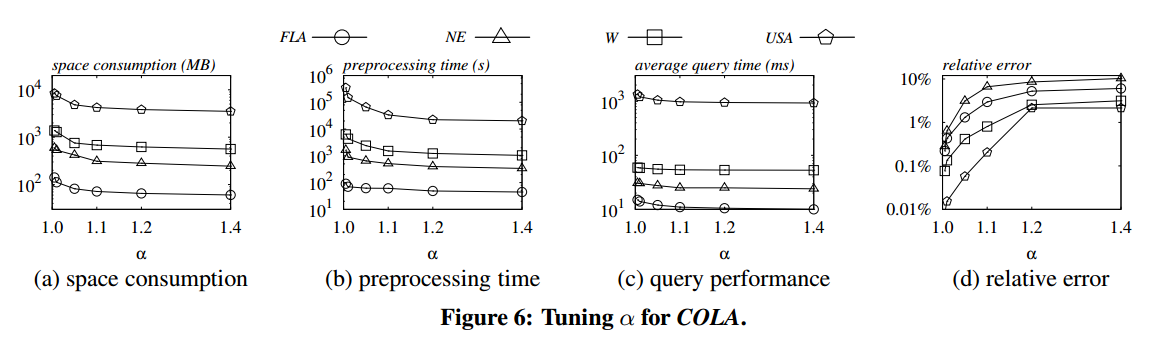 FLA NE W USA
space consumption (MB)
10^4
10^3
10^2
1.0 1.1 1.2 1.4
α
(a) space consumption
preprocessing time (s)
10^6
10^5
10^4
10^3
10^2
10^1
1.0 1.1 1.2 1.4
α
(b) preprocessing time
average query time (ms)
10^3
10^2
10^1
1.0 1.1 1.2 1.4
α
(c) query performance
relative error
10%
1%
0.1%
0.01%
1.0 1.1 1.2 1.4
α
(d) relative error
Figure 6: Tuning α for COLA.